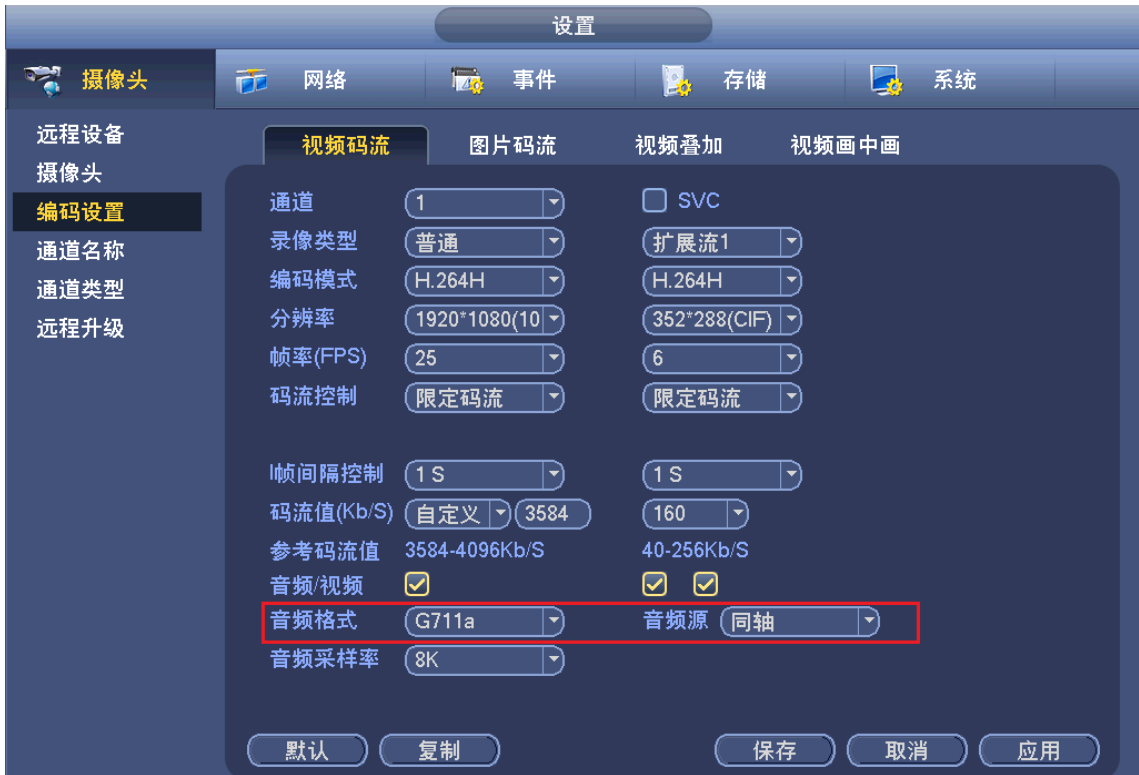 设置
摄像头 网络 事件 存储 系统
远程设备
摄像头
编码设置
通道名称
通道类型
远程升级
视频码流 图片码流 视频叠加 视频画中画
通道 1 SVC
录像类型 普通 扩展流1
编码模式 H.264H H.264H
分辨率 1920*1080(10 352*288(CIF)
帧率(FPS) 25 6
码流控制 限定码流 限定码流
I帧间隔控制 1 S 1 S
码流值(Kb/S) 自定义 3584 160
参考码流值 3584-4096Kb/S 40-256Kb/S
音频/视频
音频格式 G711a 音频源 同轴
音频采样率 8K
默认 复制 保存 取消 应用